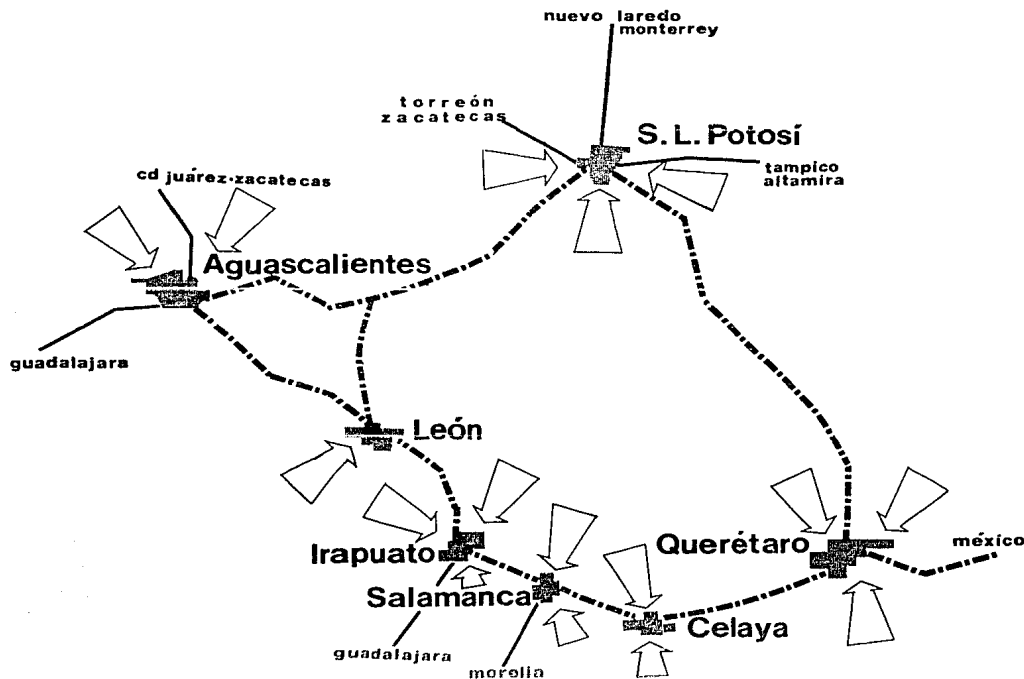 nuevo laredo
monterrey
torreón
zacatecas
S. L. Potosí
tampico
altamira
cd juárez-zacatecas
Aguascalientes
guadalajara
León
Irapuato
Querétaro
méxico
Salamanca
Celaya
guadalajara
morelia